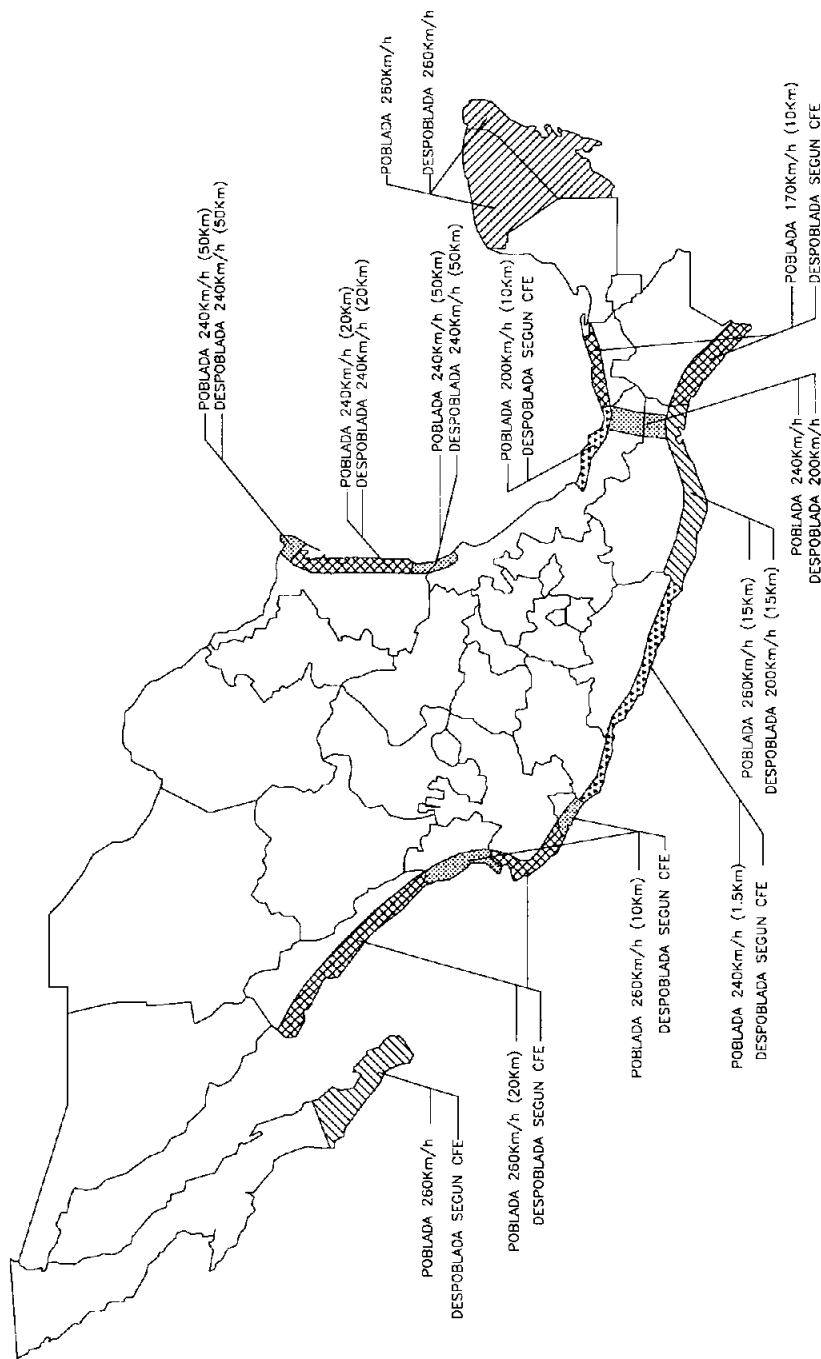 POBLADA 240Km/h (50Km)
DESPOBLADA 240Km/h (50Km)
POBLADA 240Km/h (20Km)
DESPOBLADA 240Km/h (20Km)
POBLADA 240Km/h (50Km)
DESPOBLADA 240Km/h (50Km)
POBLADA 200Km/h (10Km)
DESPOBLADA SEGUN CFE
POBLADA 260Km/h
DESPOBLADA 260Km/h
POBLADA 260Km/h
DESPOBLADA SEGUN CFE
POBLADA 260Km/h (20Km)
DESPOBLADA SEGUN CFE
POBLADA 260Km/h (10Km)
DESPOBLADA SEGUN CFE
POBLADA 240Km/h (1.5Km)
DESPOBLADA SEGUN CFE
POBLADA 260Km/h (15Km)
DESPOBLADA 200Km/h (15Km)
POBLADA 240Km/h
DESPOBLADA 200Km/h
POBLADA 170Km/h (10Km)
DESPOBLADA SEGUN CFE